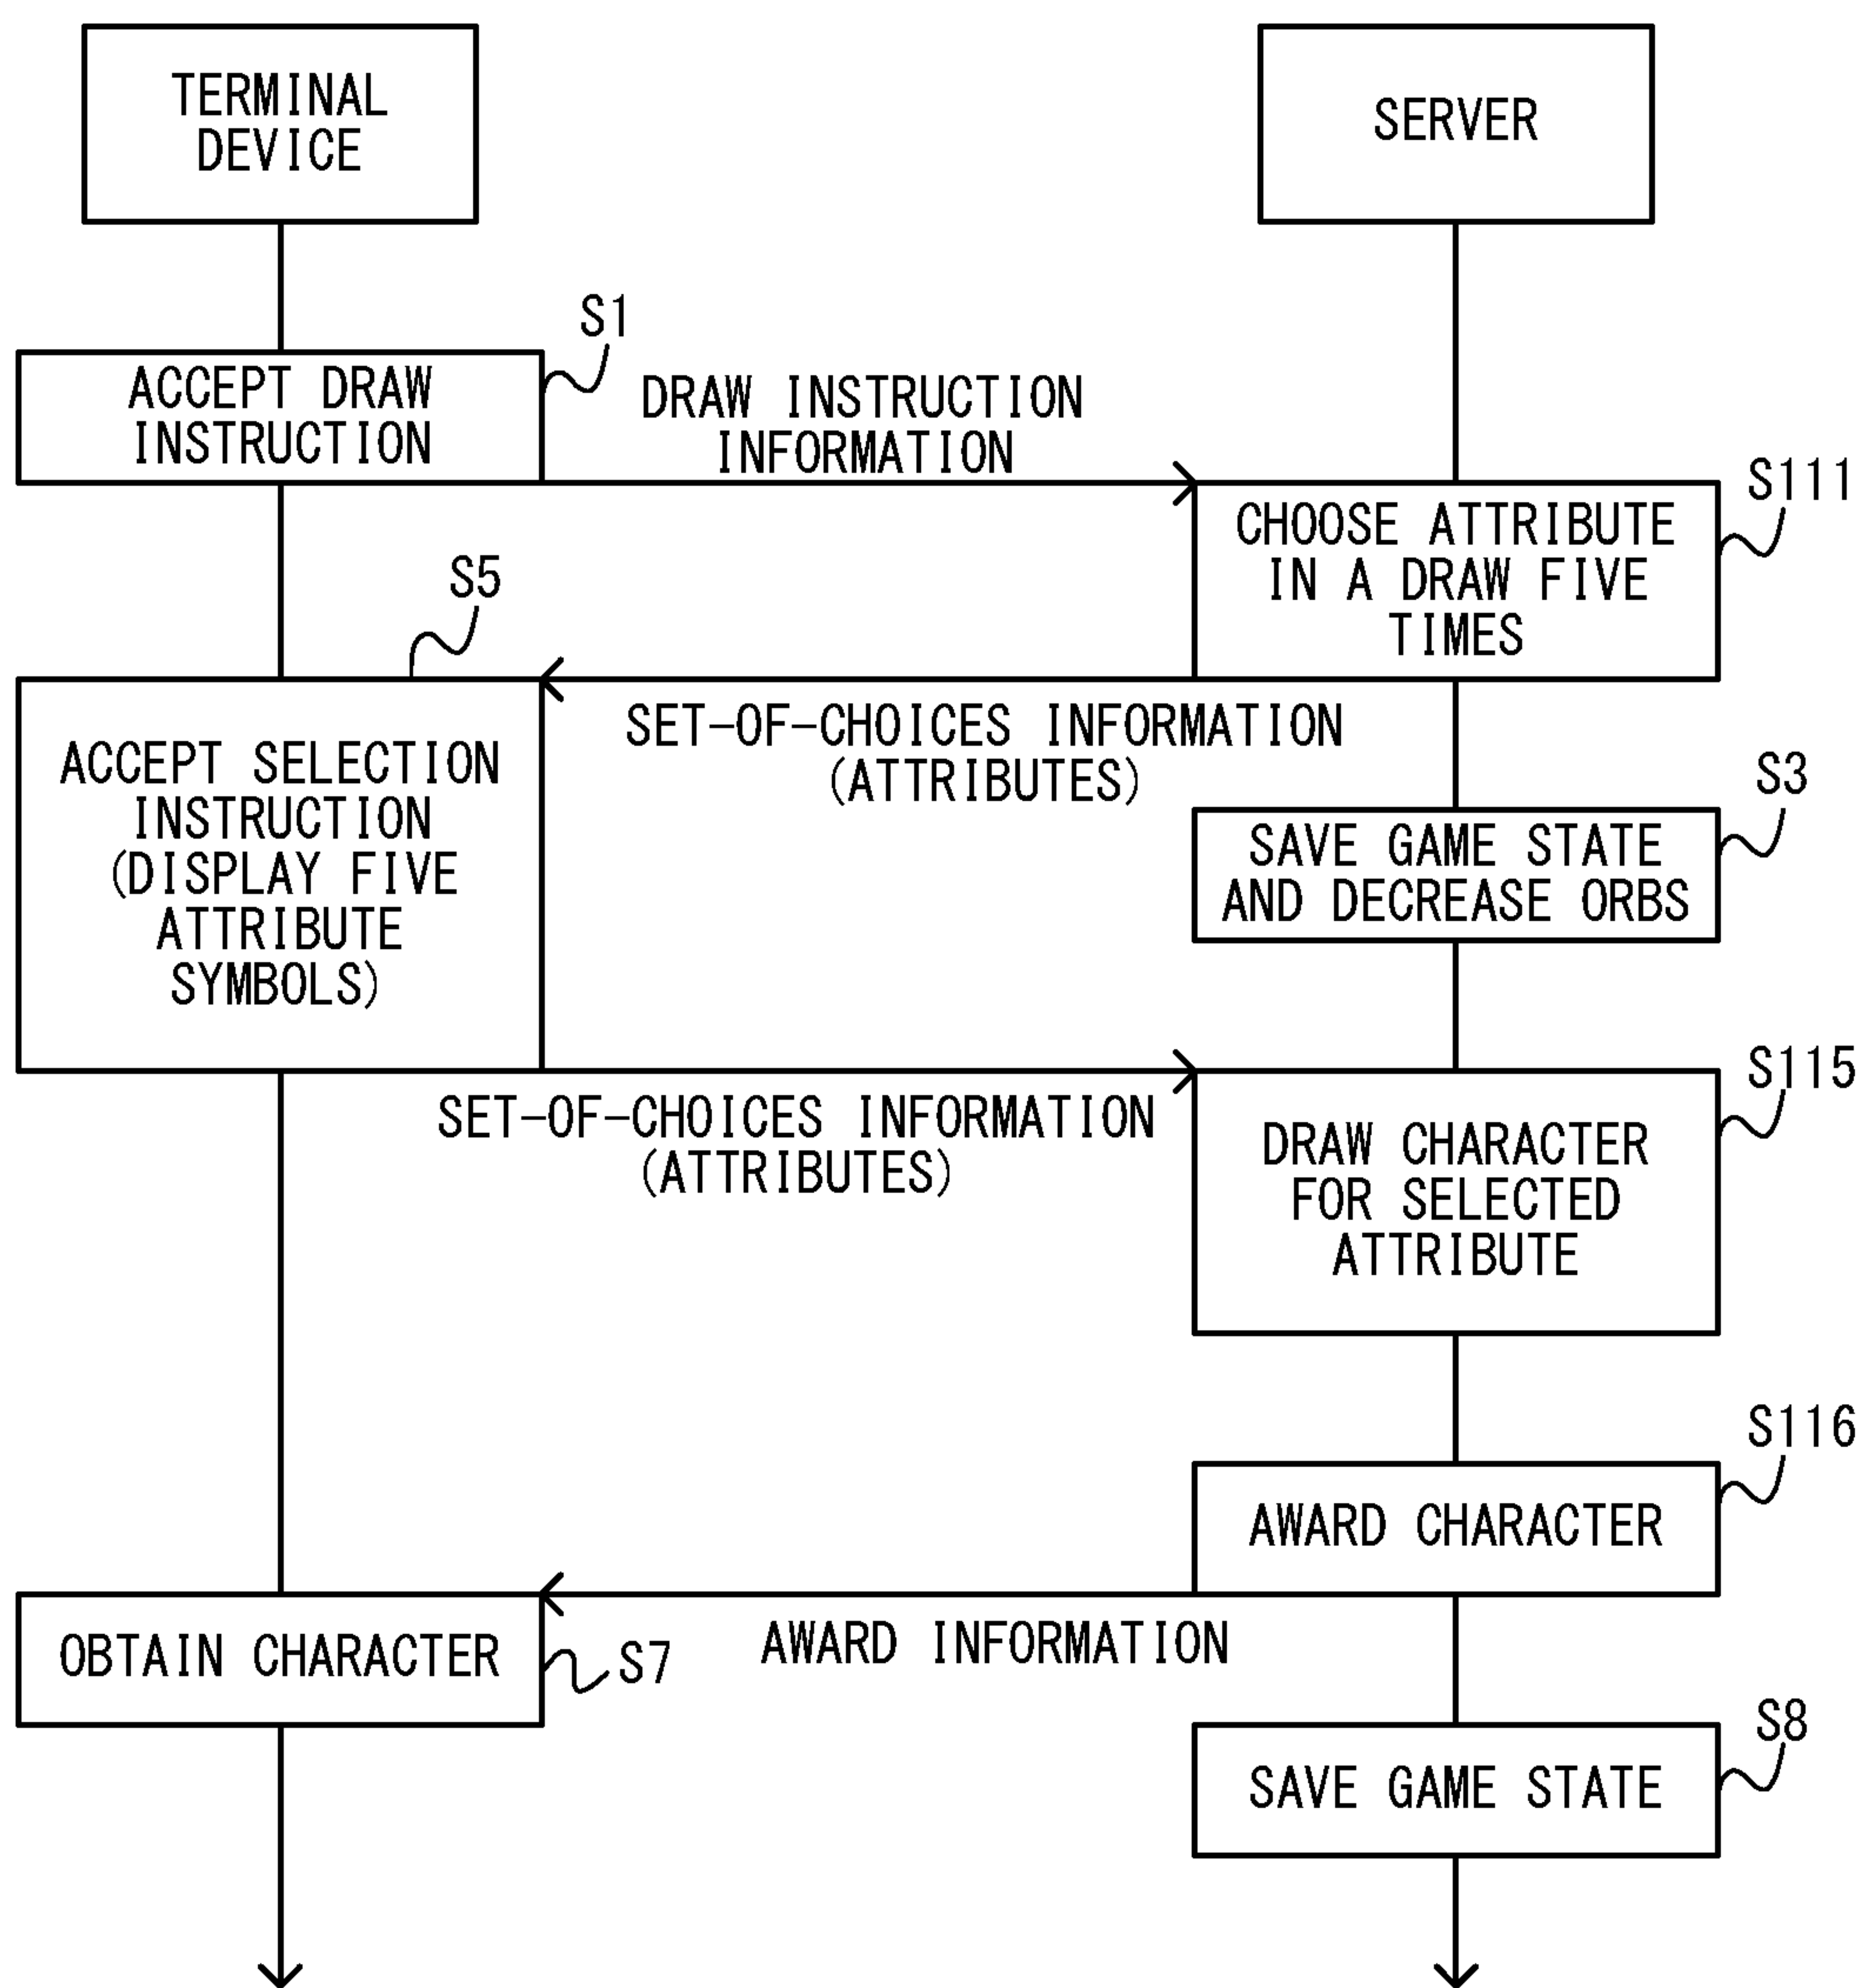 TERMINAL
DEVICE
SERVER
S1
ACCEPT DRAW
INSTRUCTION
DRAW INSTRUCTION
INFORMATION
S111
CHOOSE ATTRIBUTE
IN A DRAW FIVE
TIMES
S5
SET-OF-CHOICES INFORMATION
(ATTRIBUTES)
ACCEPT SELECTION
INSTRUCTION
(DISPLAY FIVE
ATTRIBUTE
SYMBOLS)
S3
SAVE GAME STATE
AND DECREASE ORBS
SET-OF-CHOICES INFORMATION
(ATTRIBUTES)
S115
DRAW CHARACTER
FOR SELECTED
ATTRIBUTE
S116
AWARD CHARACTER
AWARD INFORMATION
OBTAIN CHARACTER
S7
S8
SAVE GAME STATE